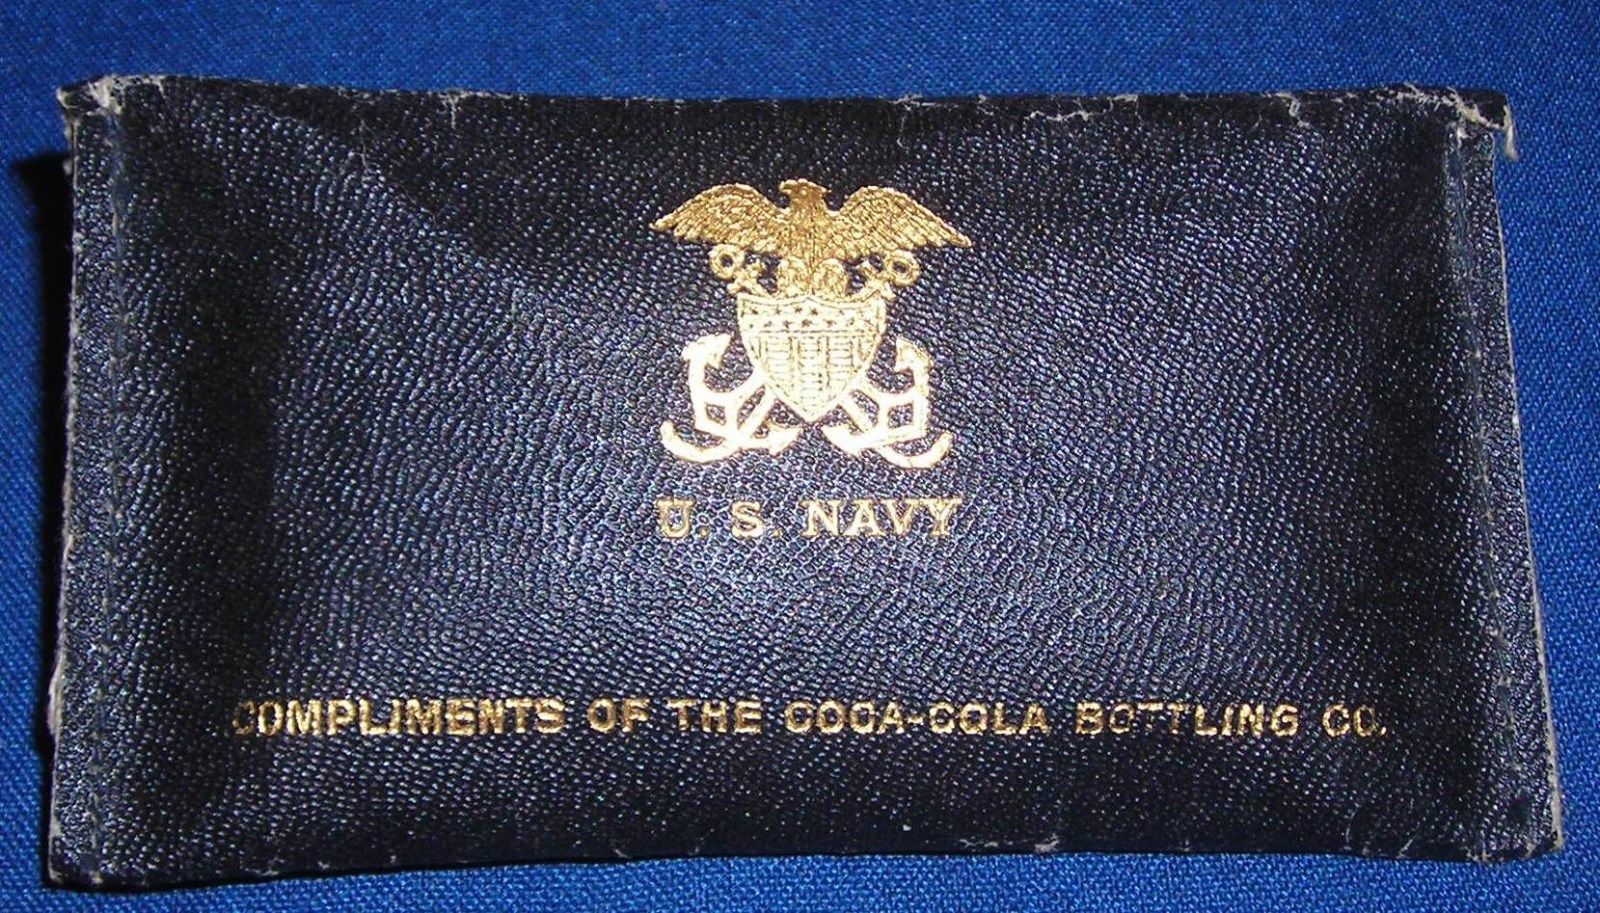 U. S. NAVY
COMPLIMENTS OF THE COCA-COLA BOTTLING CO.